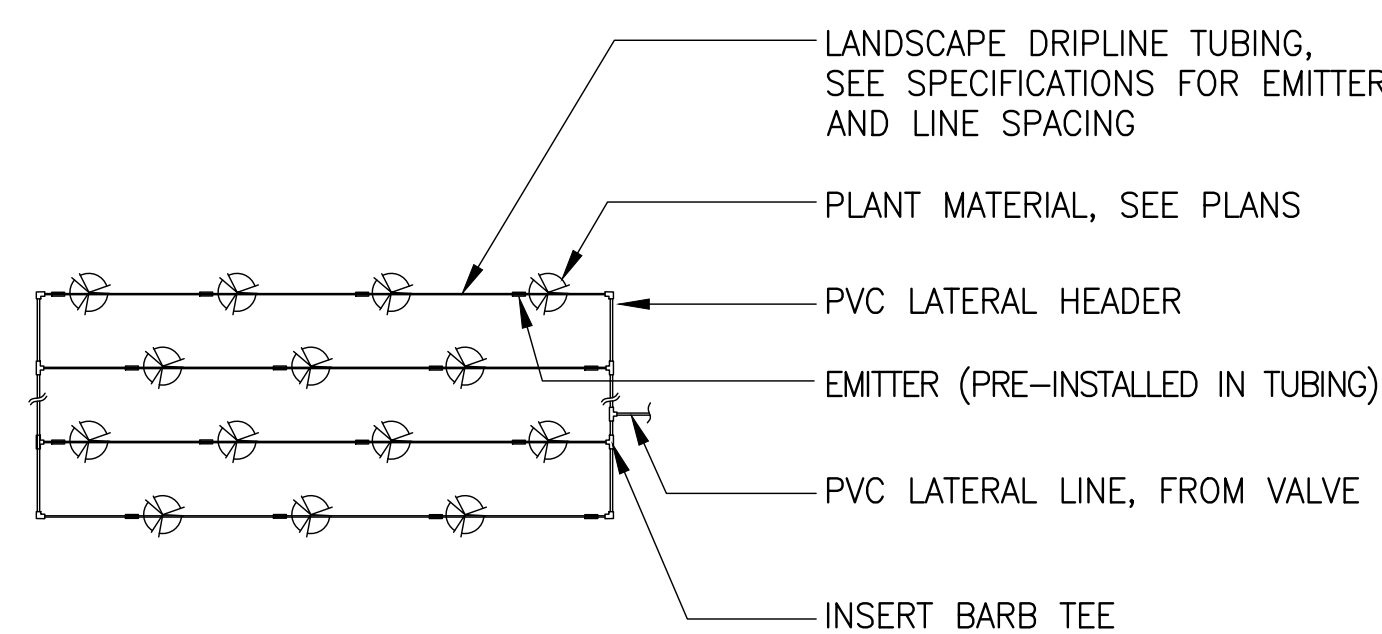 LANDSCAPE DRIPLINE TUBING,
SEE SPECIFICATIONS FOR EMITTER
AND LINE SPACING
PLANT MATERIAL, SEE PLANS
PVC LATERAL HEADER
EMITTER (PRE-INSTALLED IN TUBING)
PVC LATERAL LINE, FROM VALVE
INSERT BARB TEE